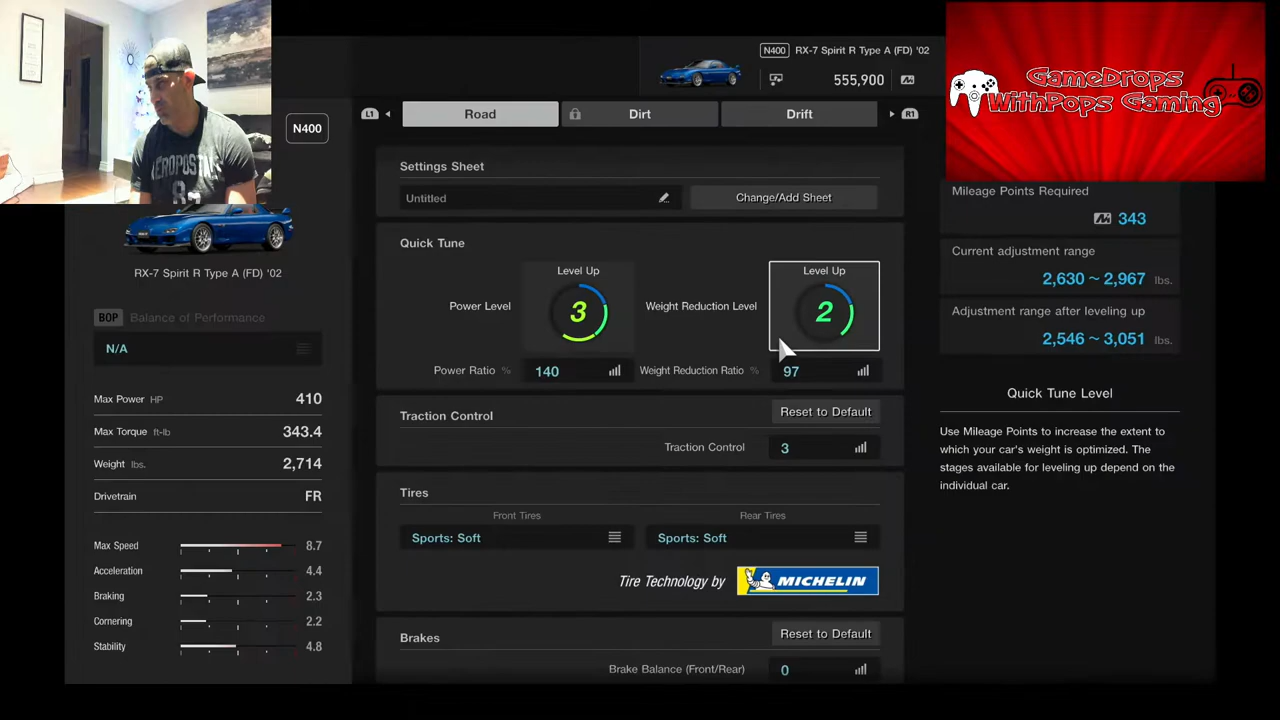 N400 RX-7 Spirit R Type A (FD) '02
555,900
GameDrops
WithPops Gaming
AEROPOSTALE
N400
L1 Road Dirt Drift R1
Settings Sheet
Untitled Change/Add Sheet
Quick Tune
Level Up Level Up
Power Level 3 Weight Reduction Level 2
Power Ratio % 140 Weight Reduction Ratio % 97
Traction Control Reset to Default
Traction Control 3
Tires
Front Tires Rear Tires
Sports: Soft Sports: Soft
Tire Technology by MICHELIN
Brakes Reset to Default
Brake Balance (Front/Rear) 0
RX-7 Spirit R Type A (FD) '02
BOP Balance of Performance
N/A
Max Power HP 410
Max Torque ft-lb 343.4
Weight lbs. 2,714
Drivetrain FR
Max Speed 8.7
Acceleration 4.4
Braking 2.3
Cornering 2.2
Stability 4.8
Mileage Points Required
343
Current adjustment range
2,630 ~ 2,967 lbs.
Adjustment range after leveling up
2,546 ~ 3,051 lbs.
Quick Tune Level
Use Mileage Points to increase the extent to
which your car's weight is optimized. The
stages available for leveling up depend on the
individual car.